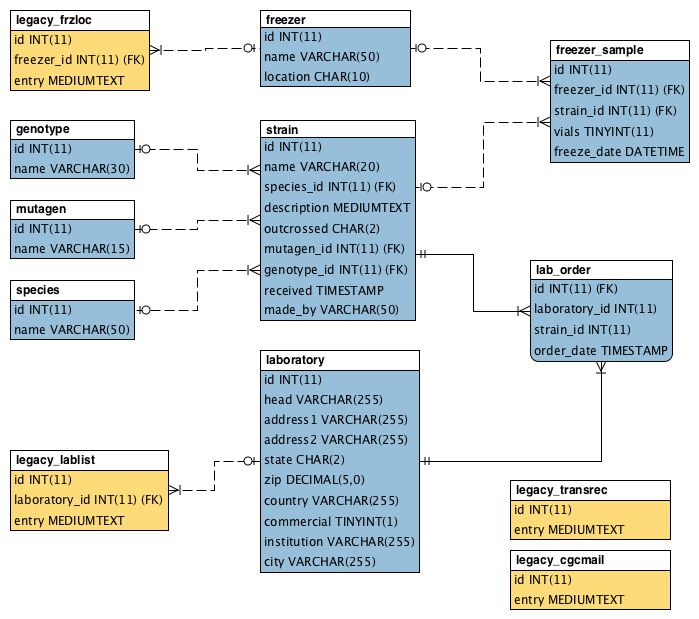 legacy_frzloc
id INT(11)
freezer_id INT(11) (FK)
entry MEDIUMTEXT
freezer
id INT(11)
name VARCHAR(50)
location CHAR(10)
freezer_sample
id INT(11)
freezer_id INT(11) (FK)
strain_id INT(11) (FK)
vials TINYINT(11)
freeze_date DATETIME
genotype
id INT(11)
name VARCHAR(30)
mutagen
id INT(11)
name VARCHAR(15)
species
id INT(11)
name VARCHAR(50)
strain
id INT(11)
name VARCHAR(20)
species_id INT(11) (FK)
description MEDIUMTEXT
outcrossed CHAR(2)
mutagen_id INT(11) (FK)
genotype_id INT(11) (FK)
received TIMESTAMP
made_by VARCHAR(50)
lab_order
id INT(11) (FK)
laboratory_id INT(11)
strain_id INT(11)
order_date TIMESTAMP
laboratory
id INT(11)
head VARCHAR(255)
address1 VARCHAR(255)
address2 VARCHAR(255)
state CHAR(2)
zip DECIMAL(5,0)
country VARCHAR(255)
commercial TINYINT(1)
institution VARCHAR(255)
city VARCHAR(255)
legacy_lablist
id INT(11)
laboratory_id INT(11) (FK)
entry MEDIUMTEXT
legacy_transrec
id INT(11)
entry MEDIUMTEXT
legacy_cgcmail
id INT(11)
entry MEDIUMTEXT